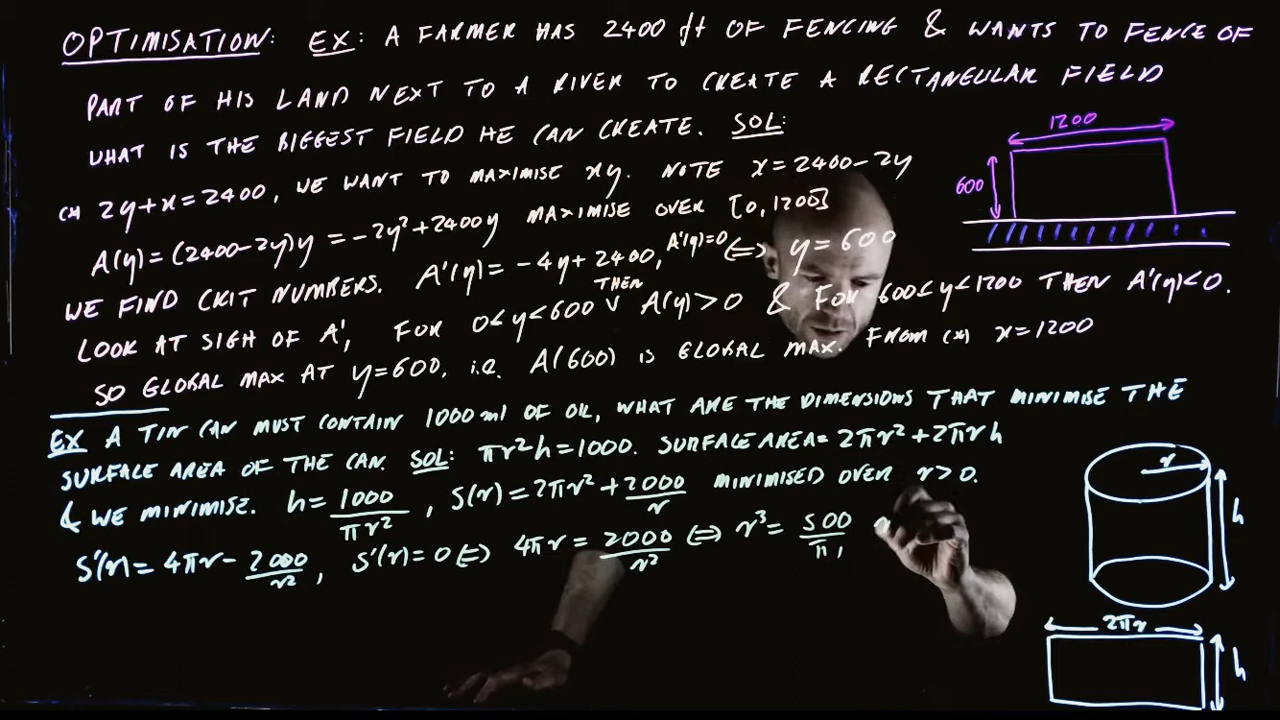 OPTIMISATION: EX: A FARMER HAS 2400 ft OF FENCING & WANTS TO FENCE OF
PART OF HIS LAND NEXT TO A RIVER TO CREATE A RECTANGULAR FIELD
WHAT IS THE BIGGEST FIELD HE CAN CREATE. SOL:
1200
600
(*) 2y+x=2400, WE WANT TO MAXIMISE xy. NOTE x=2400-2y
A(y)=(2400-2y)y=-2y²+2400y MAXIMISE OVER [0,1200]
WE FIND CRIT NUMBERS. A'(y)=-4y+2400, A'(y)=0 ⇔ y=600
LOOK AT SIGN OF A', FOR 0<y<600 THEN A(y)>0 & FOR 600<y<1200 THEN A'(y)<0.
SO GLOBAL MAX AT y=600. i.e. A(600) IS GLOBAL MAX. FROM (*) x=1200
EX A TIN CAN MUST CONTAIN 1000 ml OF OIL, WHAT ARE THE DIMENSIONS THAT MINIMISE THE
SURFACE AREA OF THE CAN. SOL: πr²h=1000. SURFACE AREA=2πr²+2πrh
& WE MINIMISE. h=1000/πr², S(r)=2πr²+2000/r MINIMISED OVER r>0.
S'(r)=4πr-2000/r², S'(r)=0 ⇔ 4πr=2000/r² ⇔ r³=500/π,
r
h
2πr
h